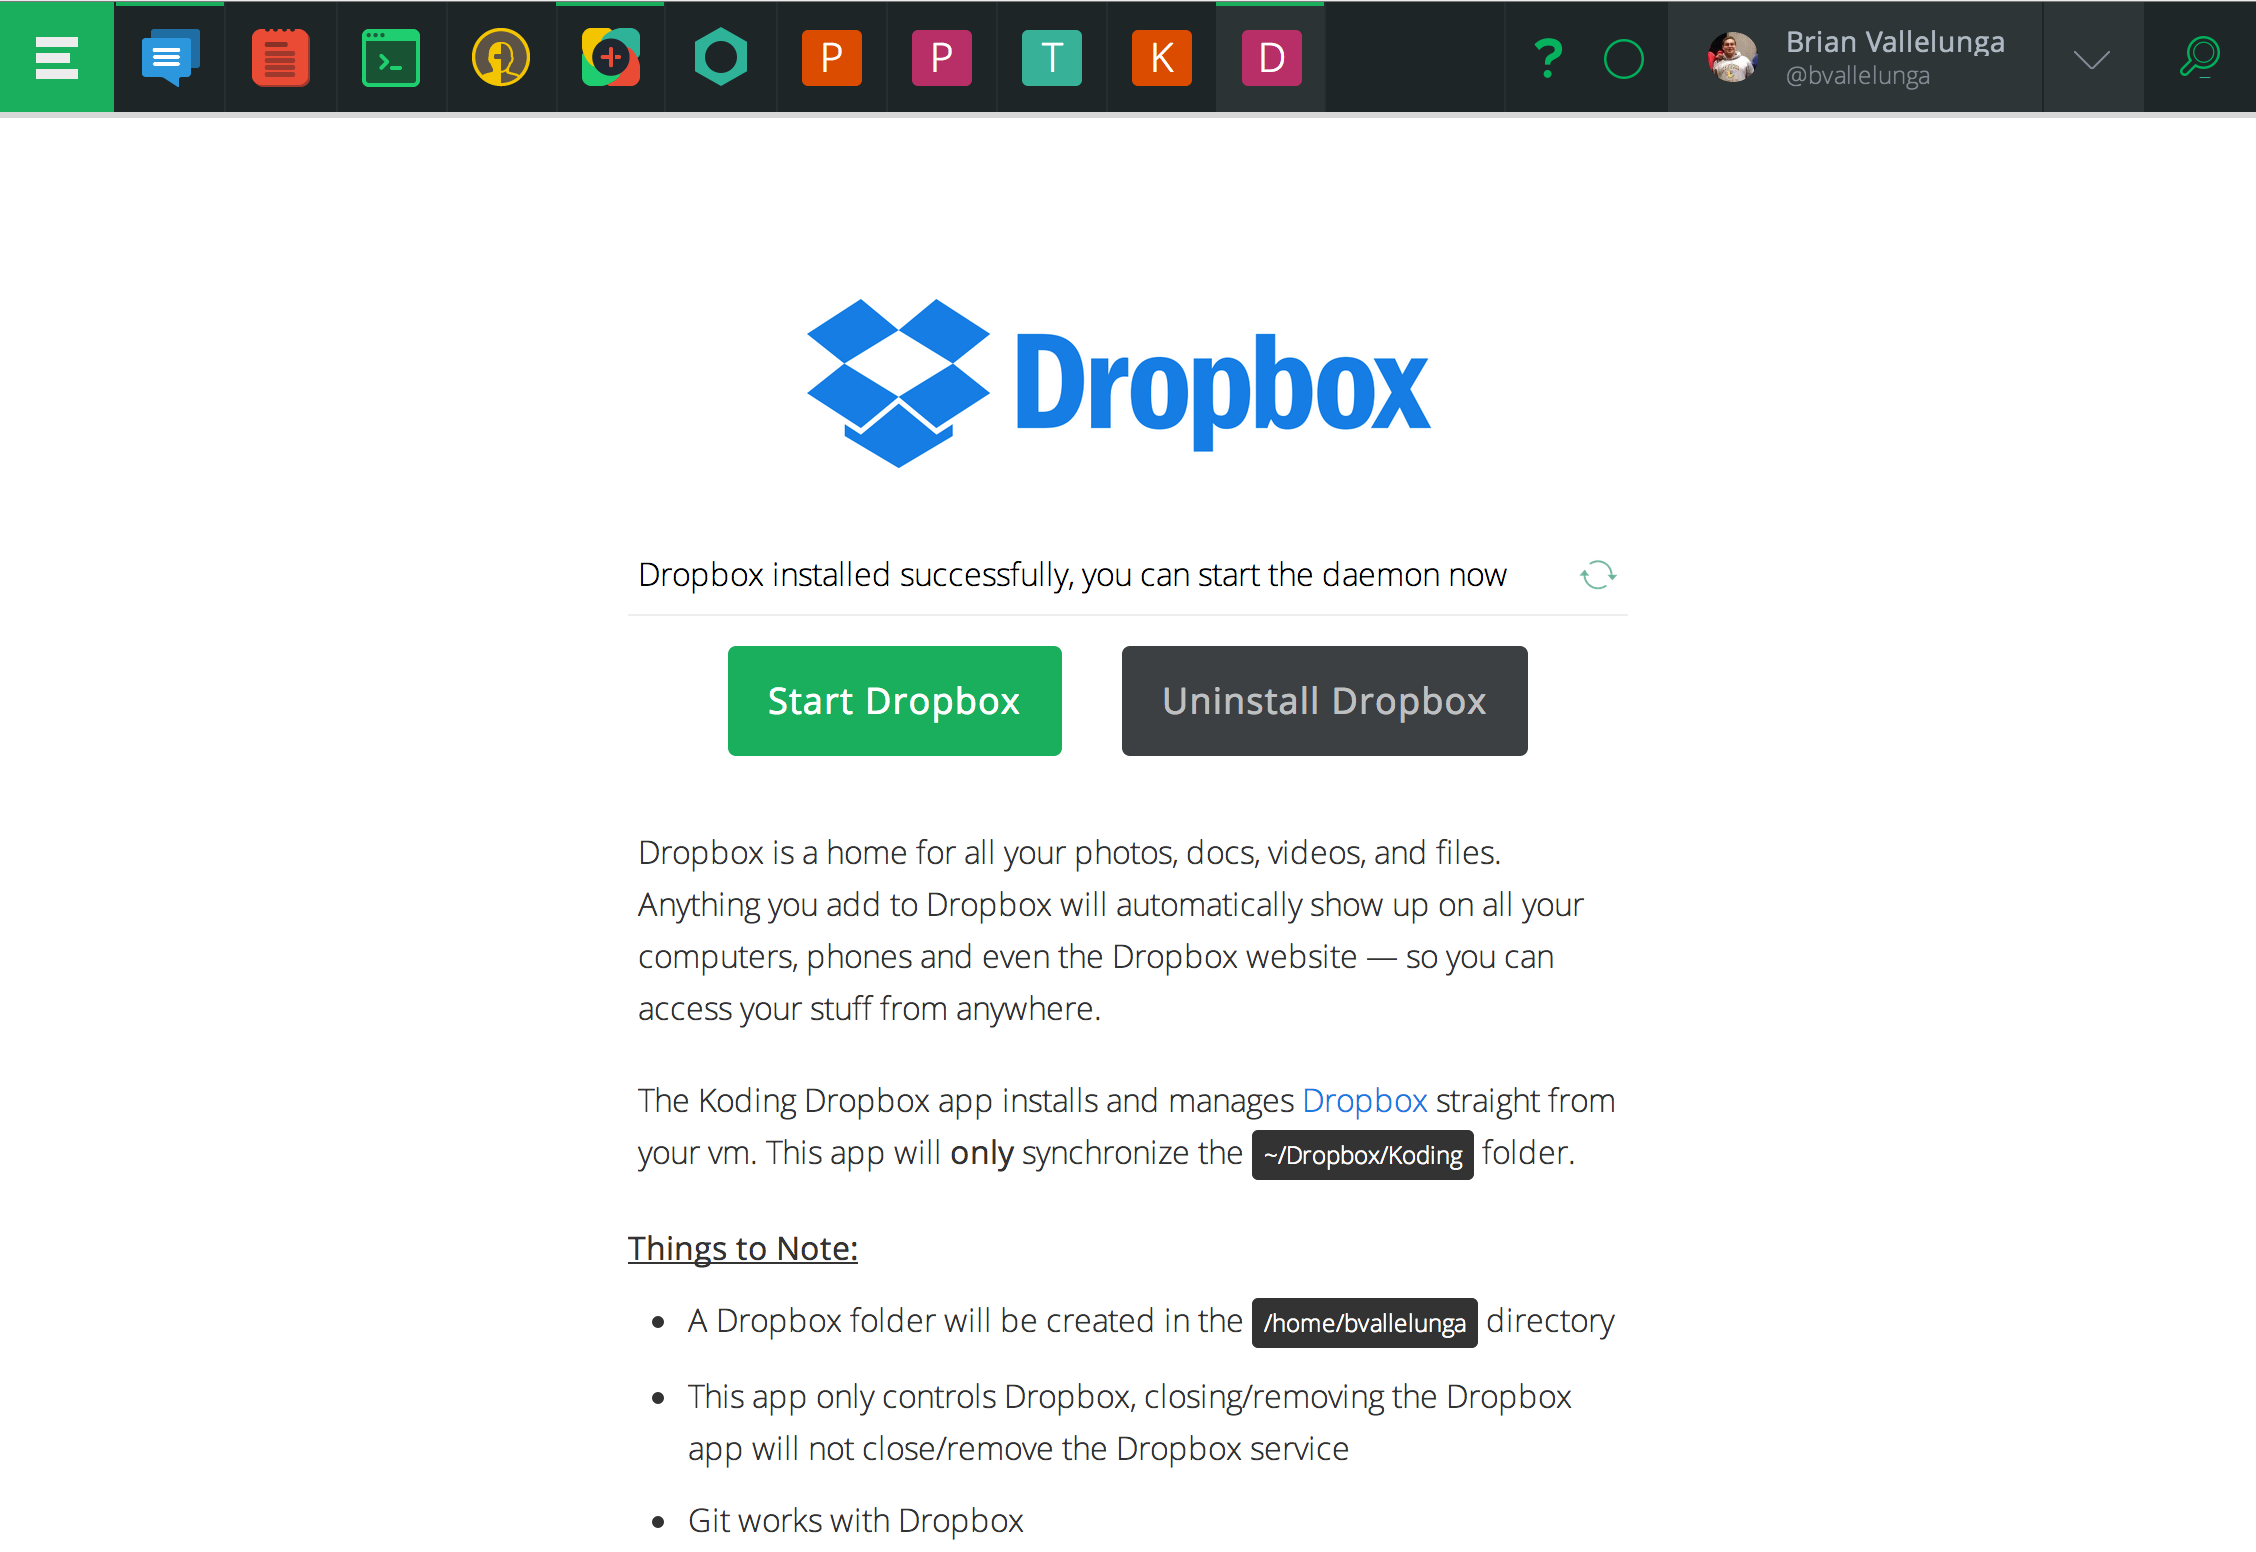 P P T K D ? Brian Vallelunga
@bvallelunga
Dropbox
Dropbox installed successfully, you can start the daemon now
Start Dropbox Uninstall Dropbox
Dropbox is a home for all your photos, docs, videos, and files.
Anything you add to Dropbox will automatically show up on all your
computers, phones and even the Dropbox website — so you can
access your stuff from anywhere.
The Koding Dropbox app installs and manages Dropbox straight from
your vm. This app will only synchronize the ~/Dropbox/Koding folder.
Things to Note:
• A Dropbox folder will be created in the /home/bvallelunga directory
• This app only controls Dropbox, closing/removing the Dropbox
app will not close/remove the Dropbox service
• Git works with Dropbox